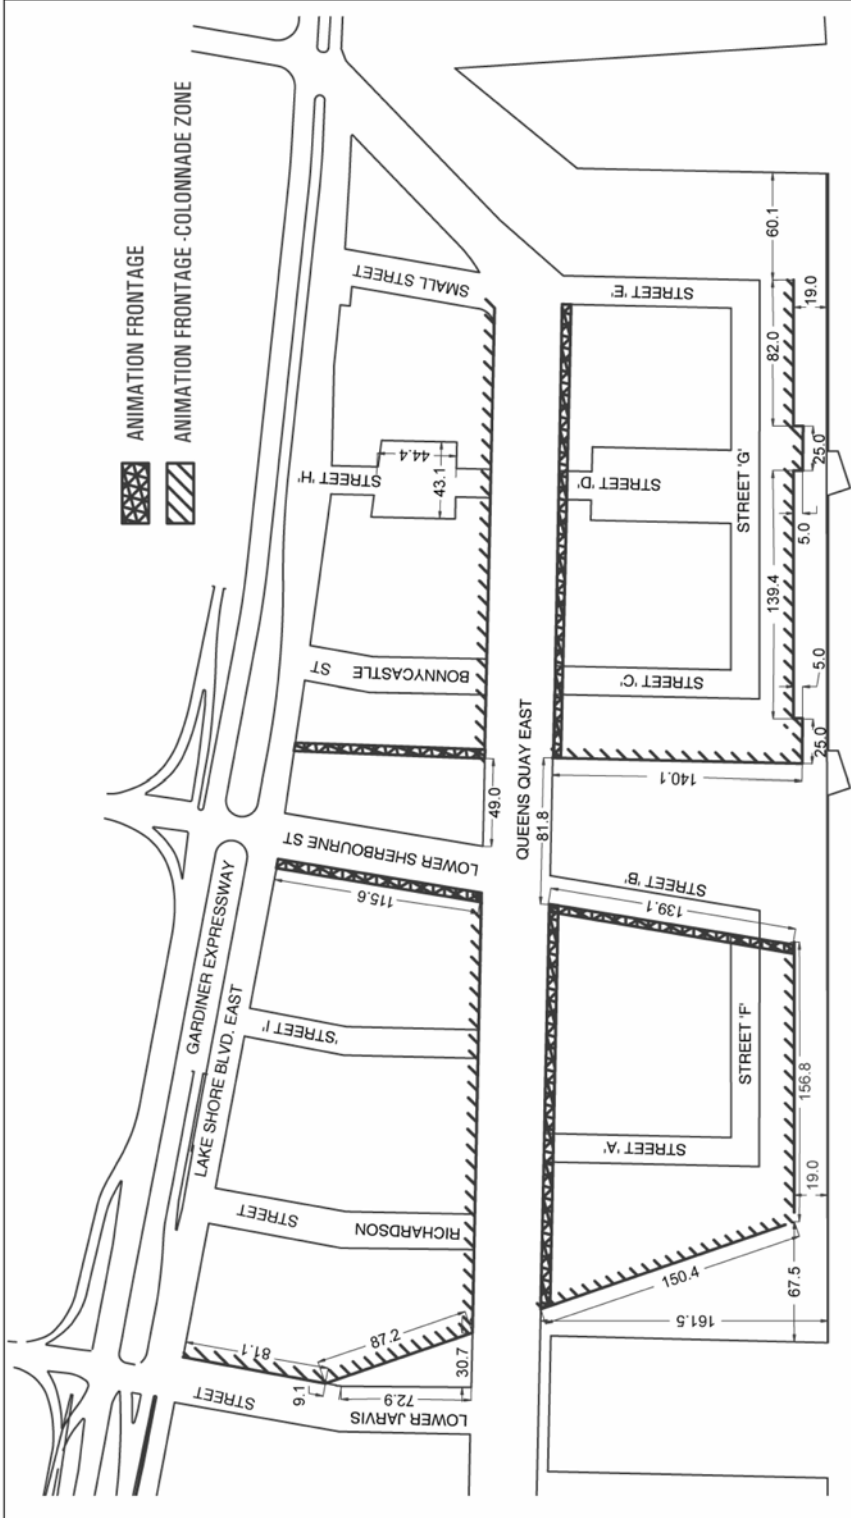 ANIMATION FRONTAGE
ANIMATION FRONTAGE -COLONNADE ZONE
GARDINER EXPRESSWAY
LAKE SHORE BLVD. EAST
LOWER JARVIS
STREET
RICHARDSON
STREET
STREET 'I'
LOWER SHERBOURNE ST
BONNYCASTLE
ST
STREET 'H'
SMALL STREET
81.1
9.1
87.2
72.9
30.7
115.6
49.0
43.1
44.4
QUEENS QUAY EAST
81.8
161.5
150.4
67.5
STREET 'A'
STREET 'F'
156.8
19.0
STREET 'B'
139.1
140.1
STREET 'C'
STREET 'D'
STREET 'E'
STREET 'G'
25.0
5.0
139.4
5.0
25.0
82.0
19.0
60.1